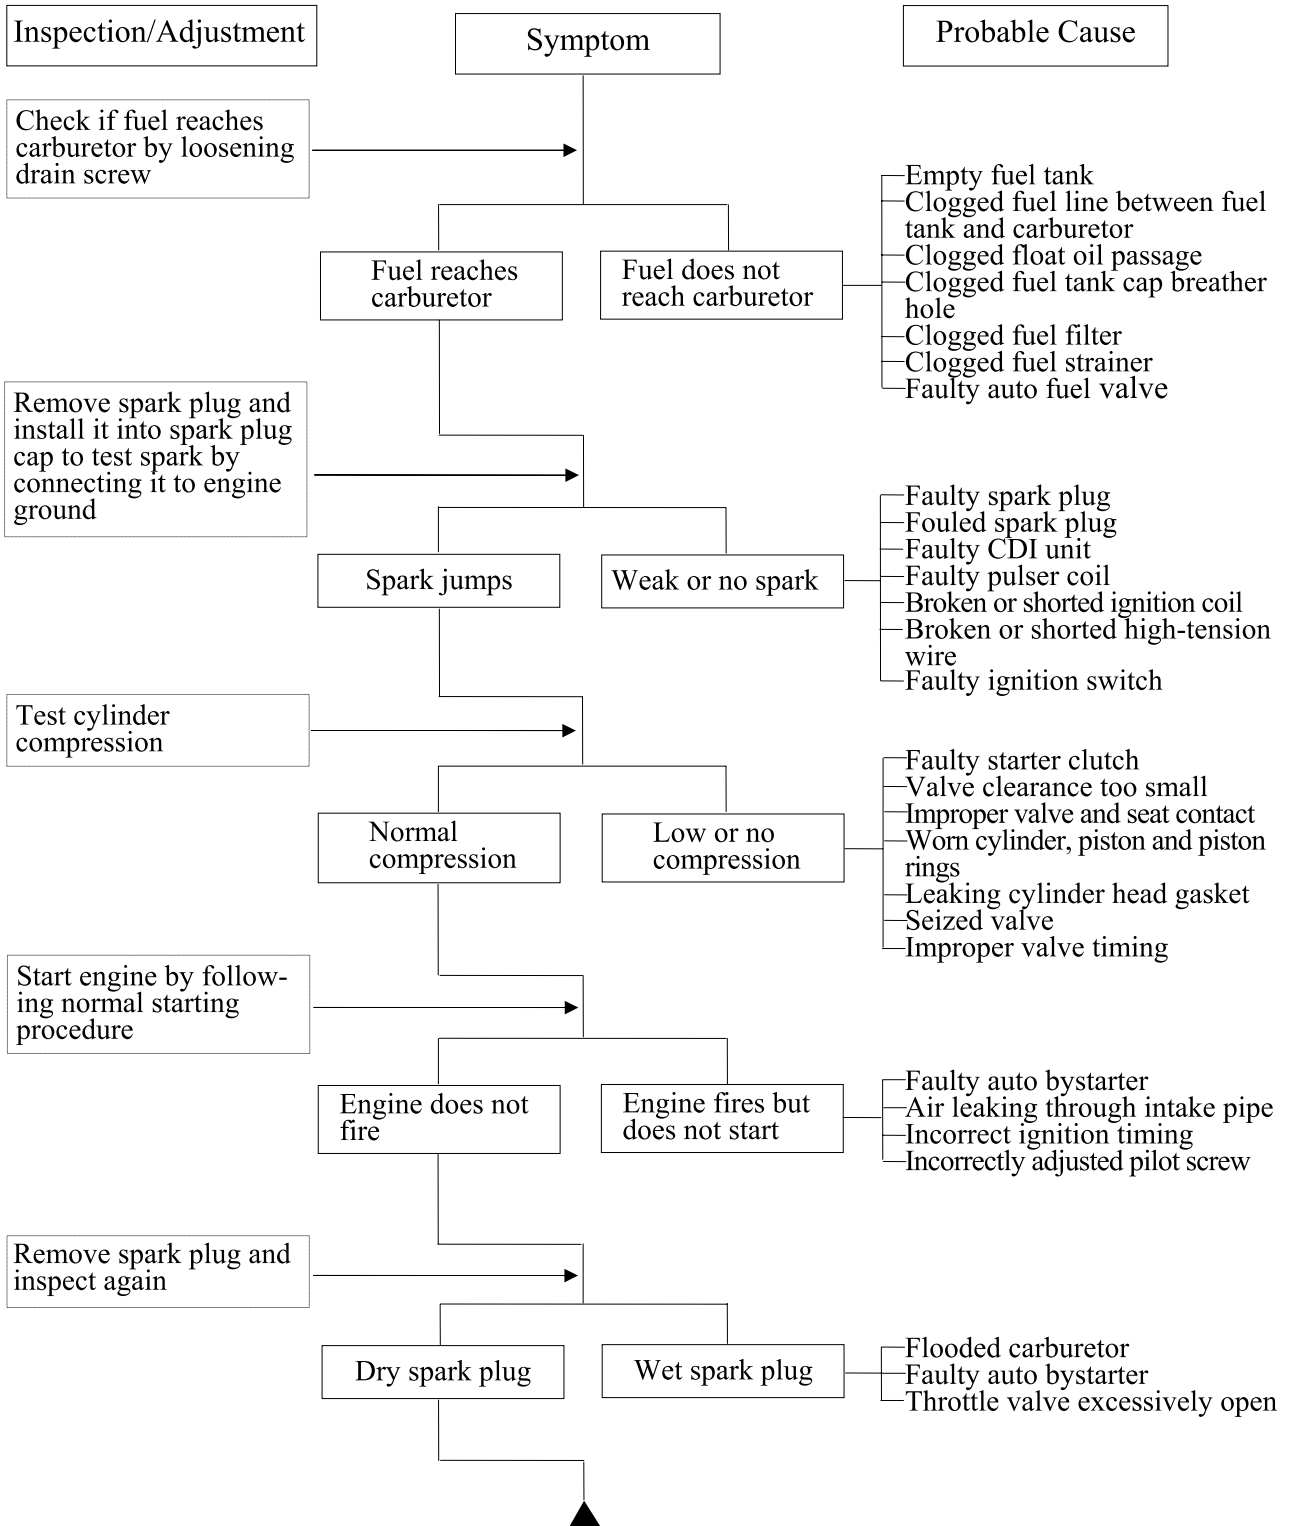 Inspection/Adjustment
Symptom
Probable Cause
Check if fuel reaches
carburetor by loosening
drain screw
Fuel reaches
carburetor
Fuel does not
reach carburetor
Empty fuel tank
Clogged fuel line between fuel
tank and carburetor
Clogged float oil passage
Clogged fuel tank cap breather
hole
Clogged fuel filter
Clogged fuel strainer
Faulty auto fuel valve
Remove spark plug and
install it into spark plug
cap to test spark by
connecting it to engine
ground
Spark jumps
Weak or no spark
Faulty spark plug
Fouled spark plug
Faulty CDI unit
Faulty pulser coil
Broken or shorted ignition coil
Broken or shorted high-tension
wire
Faulty ignition switch
Test cylinder
compression
Normal
compression
Low or no
compression
Faulty starter clutch
Valve clearance too small
Improper valve and seat contact
Worn cylinder, piston and piston
rings
Leaking cylinder head gasket
Seized valve
Improper valve timing
Start engine by follow-
ing normal starting
procedure
Engine does not
fire
Engine fires but
does not start
Faulty auto bystarter
Air leaking through intake pipe
Incorrect ignition timing
Incorrectly adjusted pilot screw
Remove spark plug and
inspect again
Dry spark plug
Wet spark plug
Flooded carburetor
Faulty auto bystarter
Throttle valve excessively open